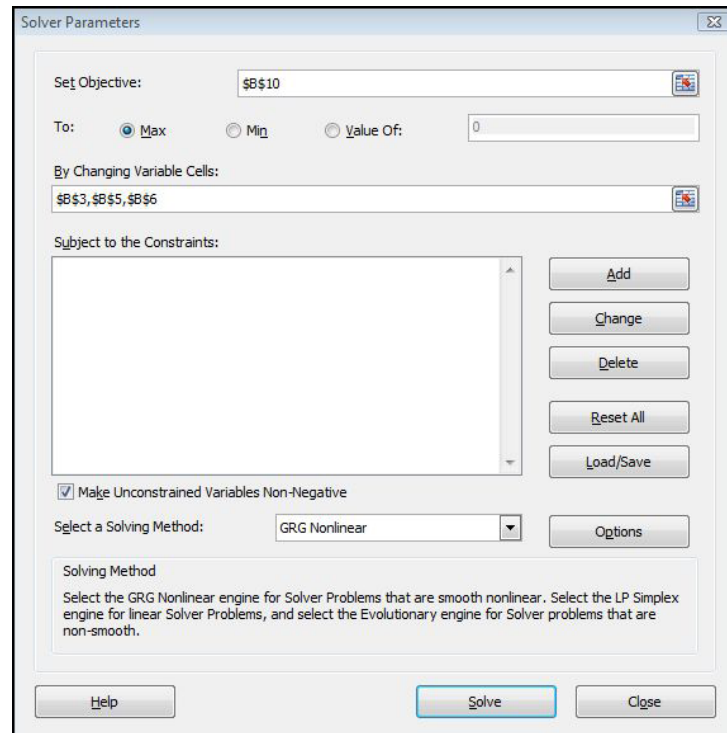 Solver Parameters
Set Objective: $B$10
To: Max Min Value Of: 0
By Changing Variable Cells:
$B$3,$B$5,$B$6
Subject to the Constraints:
Add
Change
Delete
Reset All
Load/Save
Make Unconstrained Variables Non-Negative
Select a Solving Method: GRG Nonlinear Options
Solving Method
Select the GRG Nonlinear engine for Solver Problems that are smooth nonlinear. Select the LP Simplex
engine for linear Solver Problems, and select the Evolutionary engine for Solver problems that are
non-smooth.
Help Solve Close